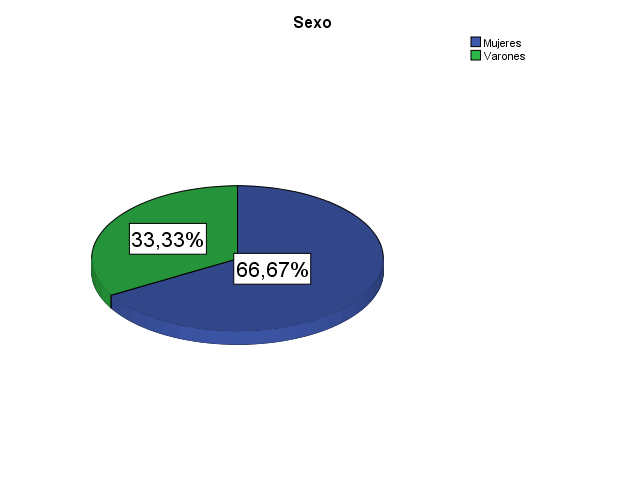 Sexo
Mujeres
Varones
33,33%
66,67%